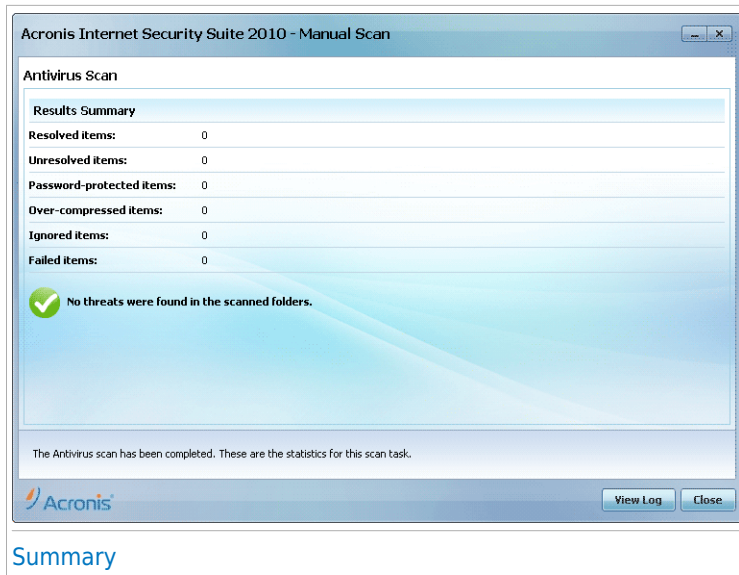 Acronis Internet Security Suite 2010 - Manual Scan
Antivirus Scan
Results Summary
Resolved items: 0
Unresolved items: 0
Password-protected items: 0
Over-compressed items: 0
Ignored items: 0
Failed items: 0
No threats were found in the scanned folders.
The Antivirus scan has been completed. These are the statistics for this scan task.
Acronis
View Log Close
Summary